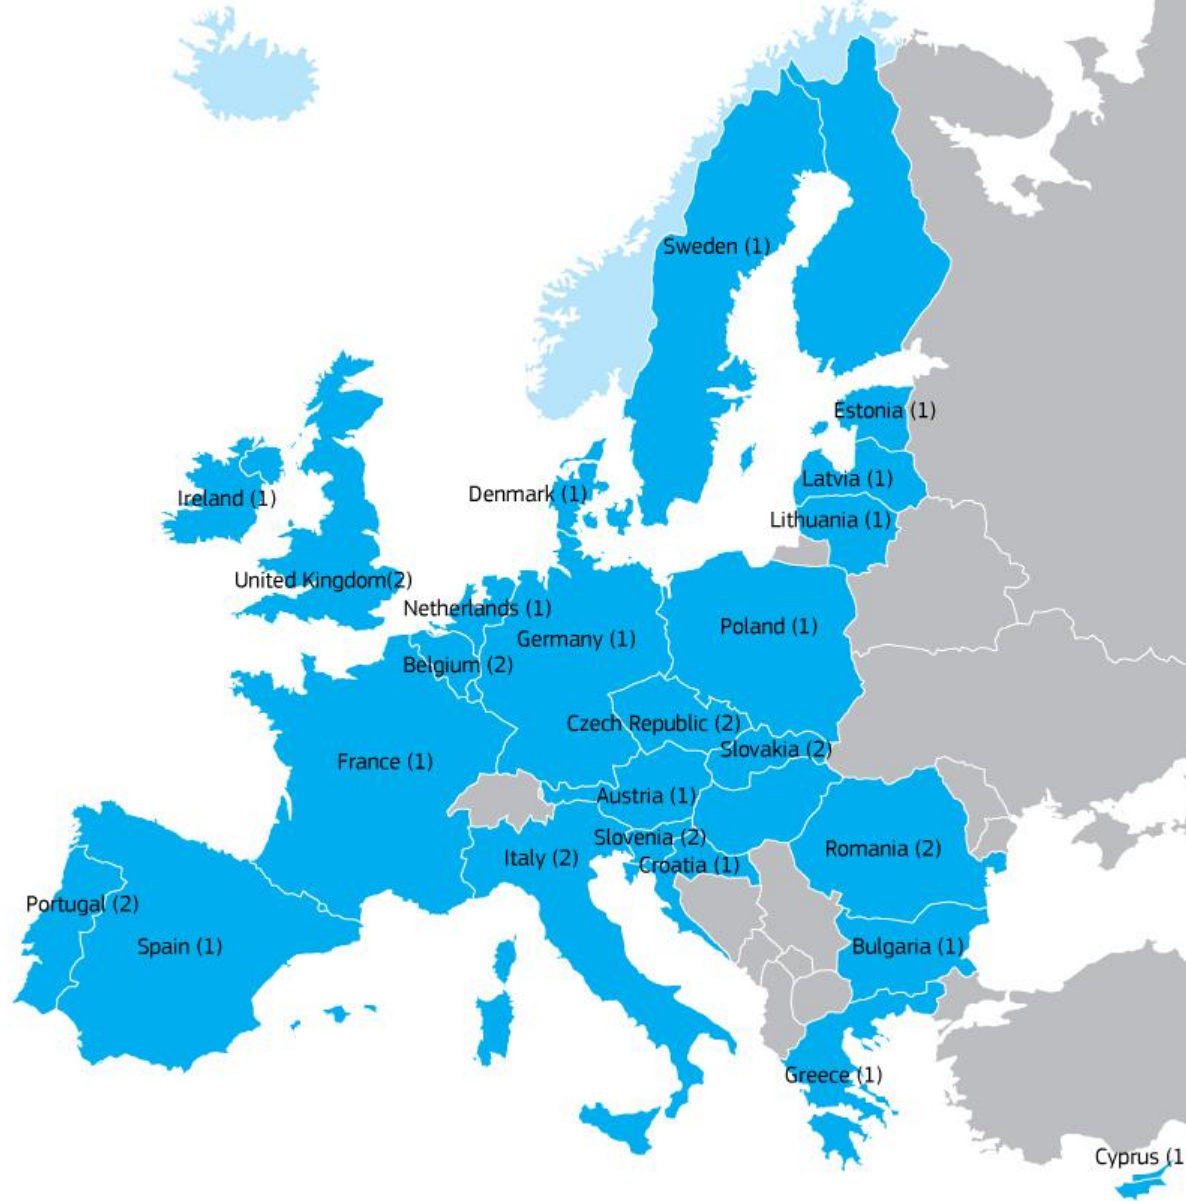 Sweden (1)
Estonia (1)
Latvia (1)
Ireland (1)
Denmark (1)
Lithuania (1)
United Kingdom(2)
Netherlands (1)
Poland (1)
Germany (1)
Belgium (2)
Czech Republic (2)
Slovakia (2)
France (1)
Austria (1)
Slovenia (2)
Romania (2)
Italy (2)
Croatia (1)
Portugal (2)
Spain (1)
Bulgaria (1)
Greece (1)
Cyprus (1